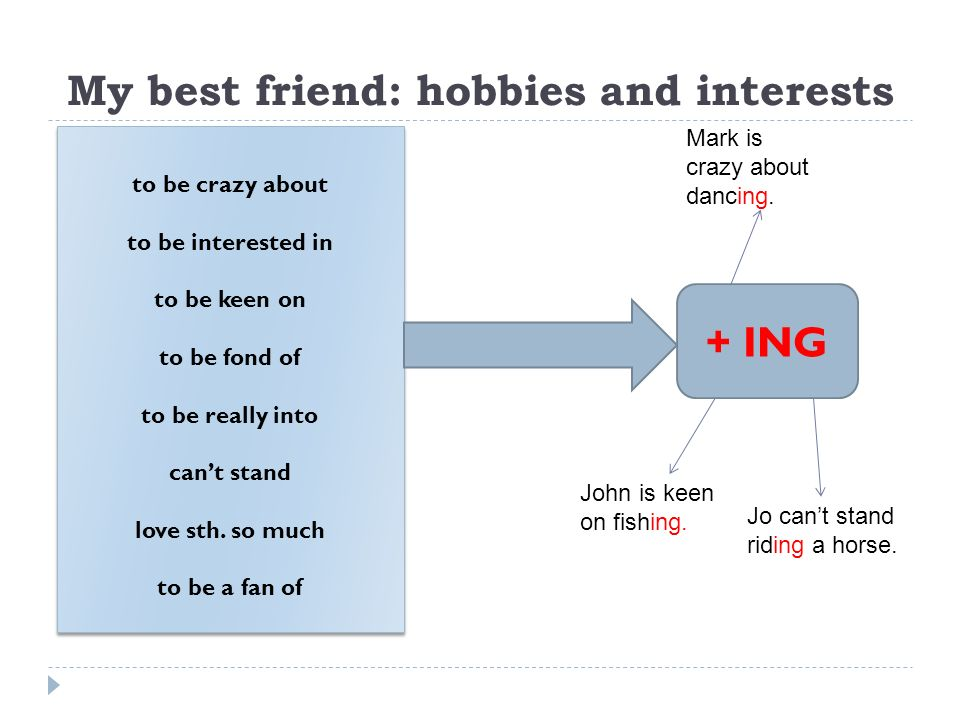 My best friend: hobbies and interests
to be crazy about
to be interested in
to be keen on
to be fond of
to be really into
can’t stand
love sth. so much
to be a fan of
Mark is
crazy about
dancing.
+ ING
John is keen
on fishing.
Jo can’t stand
riding a horse.